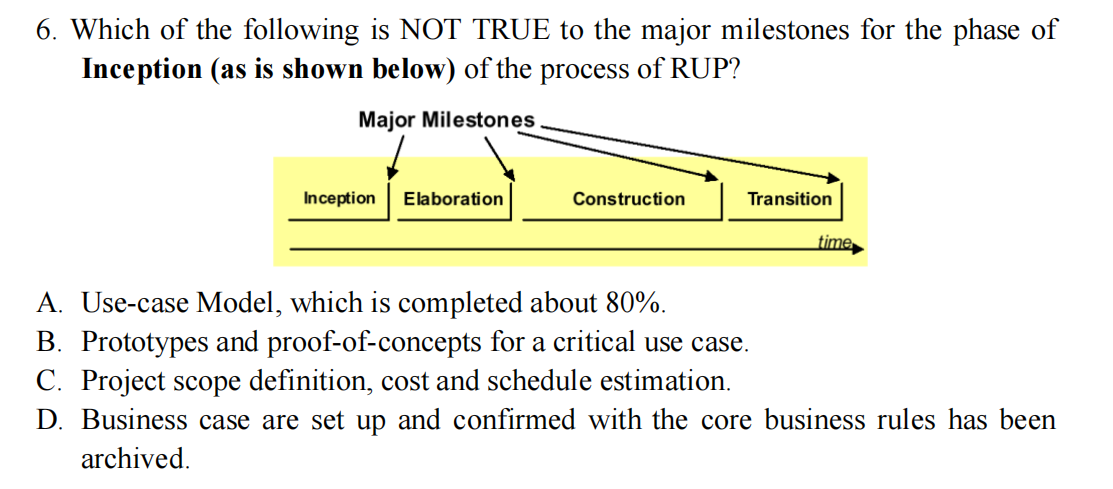 6. Which of the following is NOT TRUE to the major milestones for the phase of
Inception (as is shown below) of the process of RUP?
Major Milestones
Inception Elaboration Construction Transition
time
A. Use-case Model, which is completed about 80%.
B. Prototypes and proof-of-concepts for a critical use case.
C. Project scope definition, cost and schedule estimation.
D. Business case are set up and confirmed with the core business rules has been
archived.